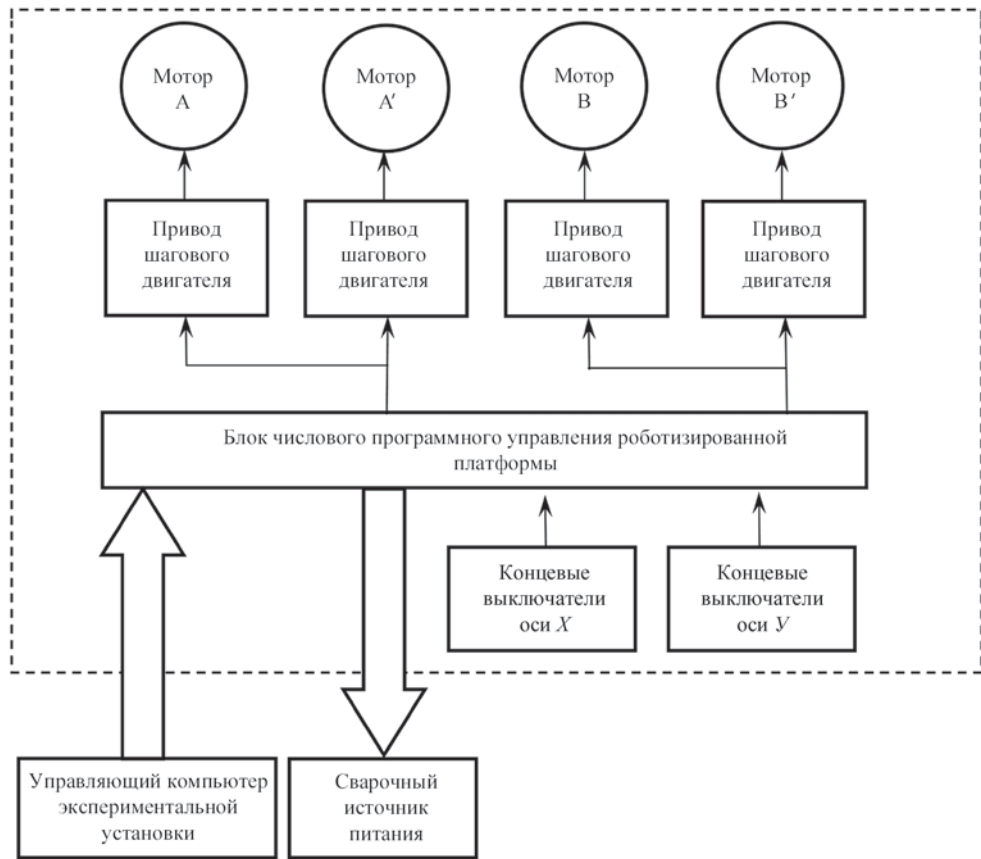 Мотор
А
Мотор
А′
Мотор
В
Мотор
В′
Привод
шагового
двигателя
Привод
шагового
двигателя
Привод
шагового
двигателя
Привод
шагового
двигателя
Блок числового программного управления роботизированной
платформы
Концевые
выключатели
оси X
Концевые
выключатели
оси У
Управляющий компьютер
экспериментальной
установки
Сварочный
источник
питания